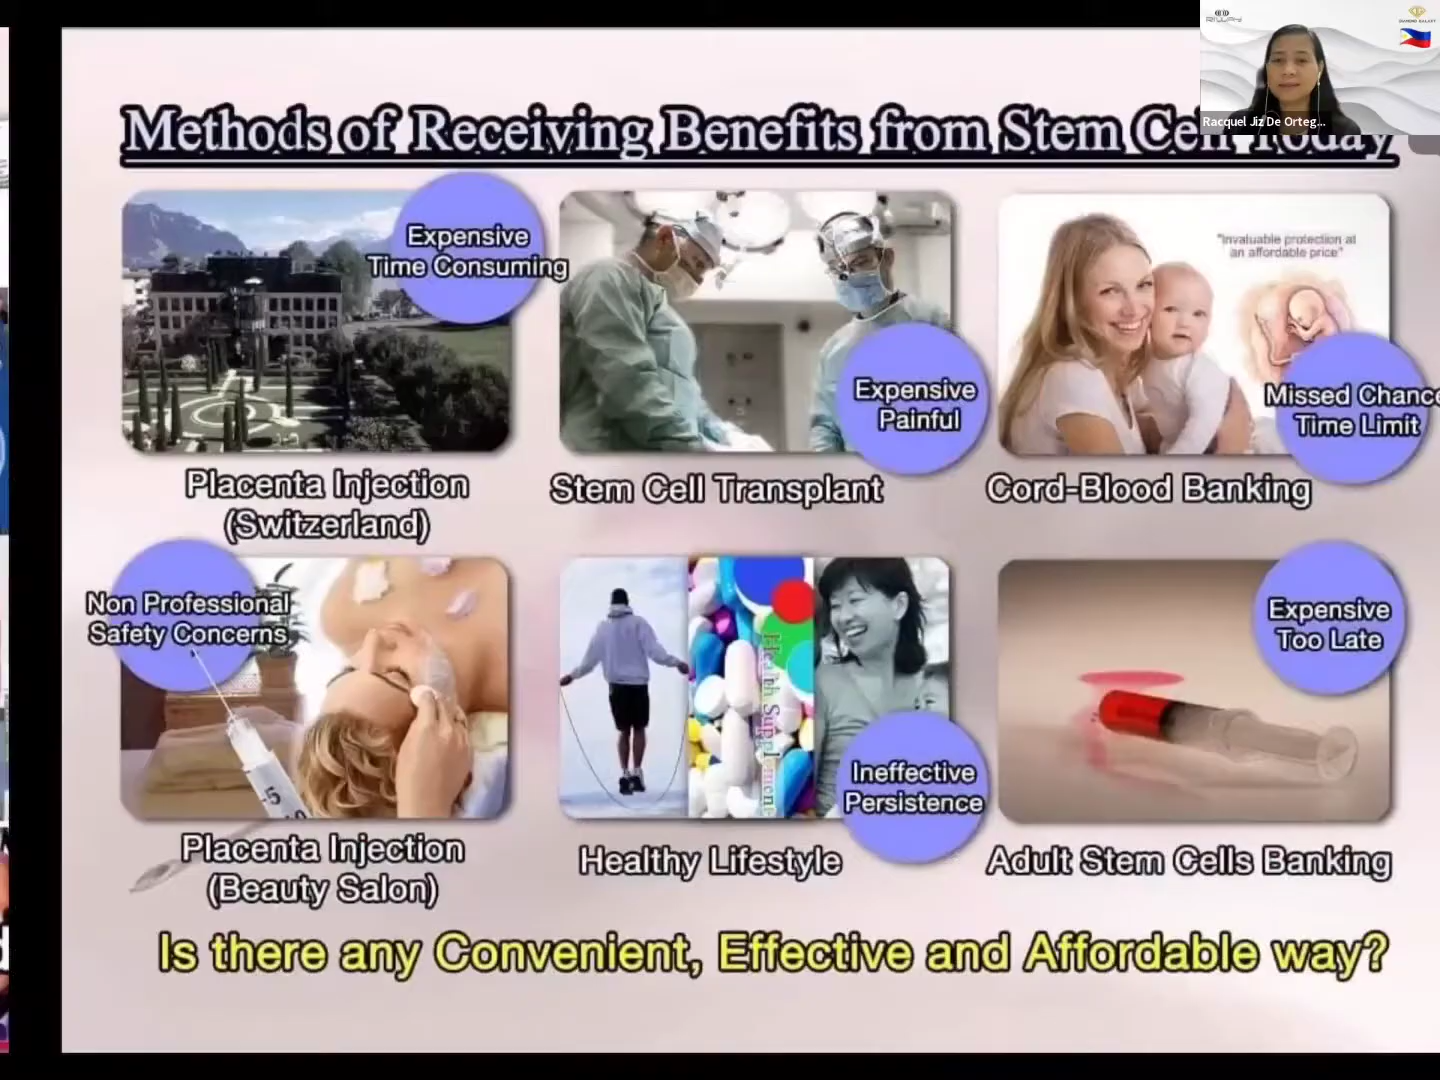 Methods of Receiving Benefits from Stem Cell Today
Racquel Jiz De Orteg...
Expensive
Time Consuming
Expensive
Painful
"Invaluable protection at
an affordable price"
Missed Chance
Time Limit
Placenta Injection
(Switzerland)
Stem Cell Transplant
Cord-Blood Banking
Non Professional
Safety Concerns
5
Health Supplement
Ineffective
Persistence
Expensive
Too Late
Placenta Injection
(Beauty Salon)
Healthy Lifestyle
Adult Stem Cells Banking
Is there any Convenient, Effective and Affordable way?